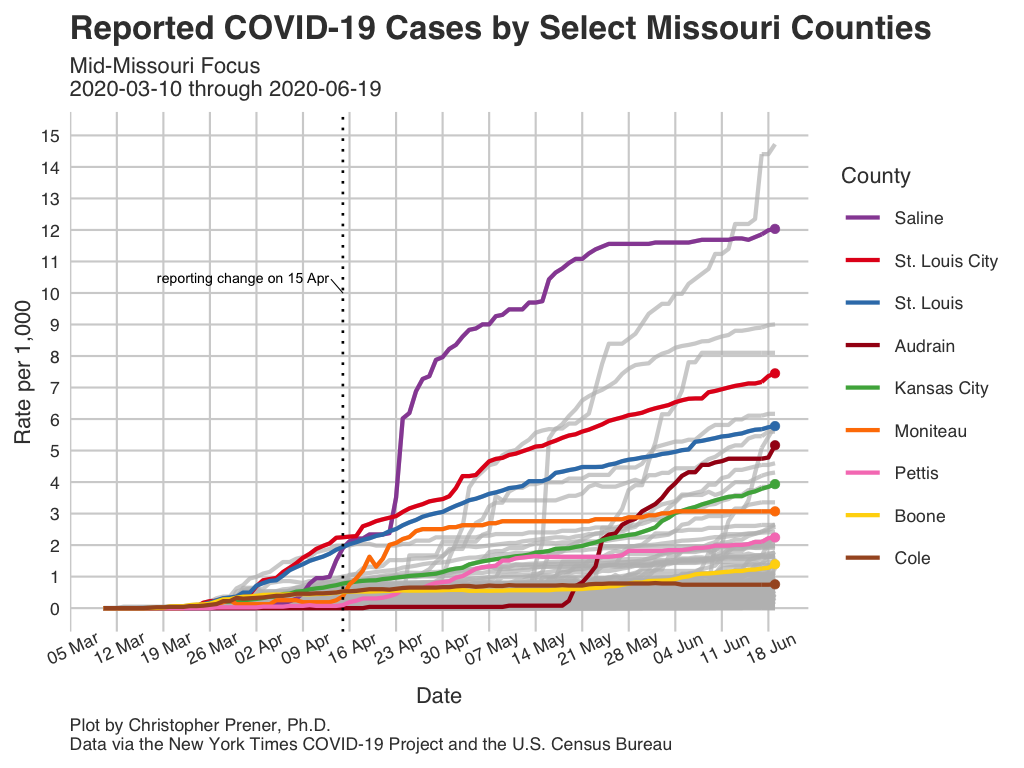 Reported COVID-19 Cases by Select Missouri Counties
Mid-Missouri Focus
2020-03-10 through 2020-06-19
15
14
13
12
11
10
9
8
7
6
5
4
3
2
1
0
Rate per 1,000
reporting change on 15 Apr
05 Mar
12 Mar
19 Mar
26 Mar
02 Apr
09 Apr
16 Apr
23 Apr
30 Apr
07 May
14 May
21 May
28 May
04 Jun
11 Jun
18 Jun
Date
County
Saline
St. Louis City
St. Louis
Audrain
Kansas City
Moniteau
Pettis
Boone
Cole
Plot by Christopher Prener, Ph.D.
Data via the New York Times COVID-19 Project and the U.S. Census Bureau